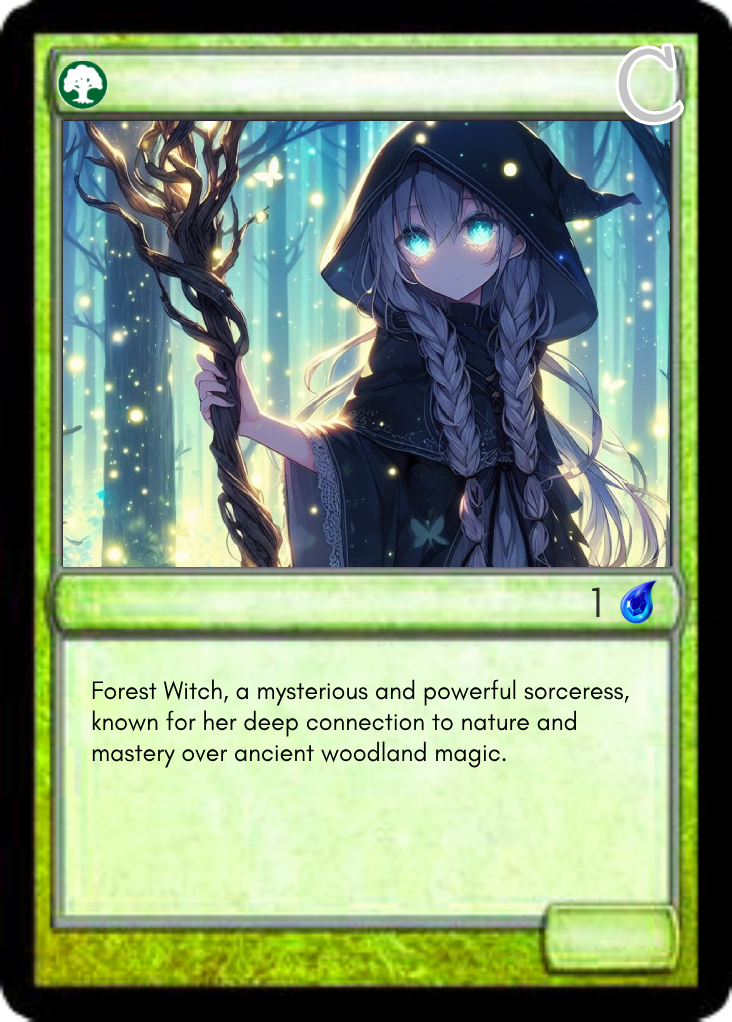 C
1
Forest Witch, a mysterious and powerful sorceress,
known for her deep connection to nature and
mastery over ancient woodland magic.